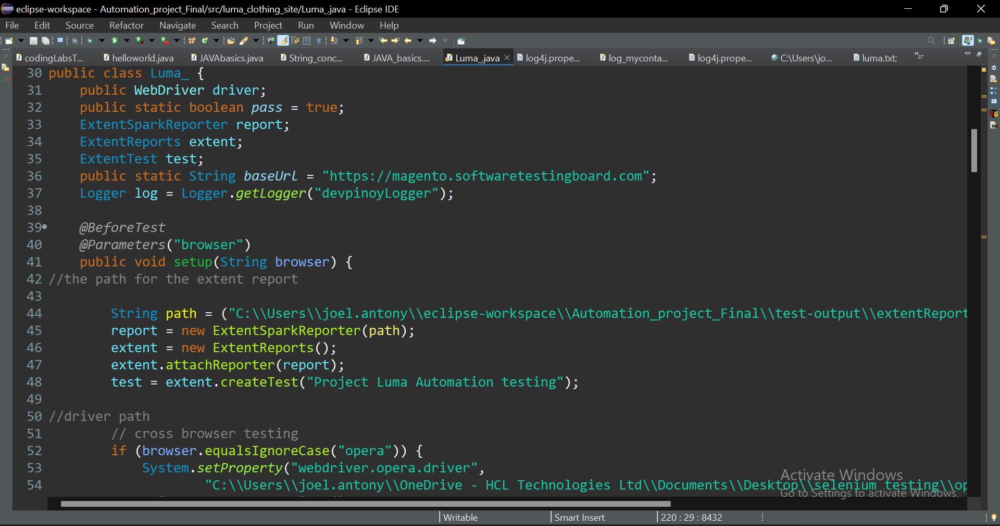 eclipse-workspace - Automation_project_Final/src/luma_clothing_site/Luma_.java - Eclipse IDE
File Edit Source Refactor Navigate Search Project Run Window Help
codingLabsT... helloworld.java JAVAbasics.java String_conc... JAVA_basics.... Luma_.java log4j.prope... log_myconta... log4j.prope... C:\Users\jo... luma.txt; »87
30 public class Luma_ {
31     public WebDriver driver;
32     public static boolean pass = true;
33     ExtentSparkReporter report;
34     ExtentReports extent;
35     ExtentTest test;
36     public static String baseUrl = "https://magento.softwaretestingboard.com";
37     Logger log = Logger.getLogger("devpinoyLogger");
38
39     @BeforeTest
40     @Parameters("browser")
41     public void setup(String browser) {
42 //the path for the extent report
43
44         String path = ("C:\\Users\\joel.antony\\eclipse-workspace\\Automation_project_Final\\test-output\\extentReport
45         report = new ExtentSparkReporter(path);
46         extent = new ExtentReports();
47         extent.attachReporter(report);
48         test = extent.createTest("Project Luma Automation testing");
49
50 //driver path
51         // cross browser testing
52         if (browser.equalsIgnoreCase("opera")) {
53             System.setProperty("webdriver.opera.driver",
54                     "C:\\Users\\joel.antony\\OneDrive - HCL Technologies Ltd\\Documents\\Desktop\\selenium testing\\op
Activate Windows
Go to Settings to activate Windows.
Writable Smart Insert 220 : 29 : 8432